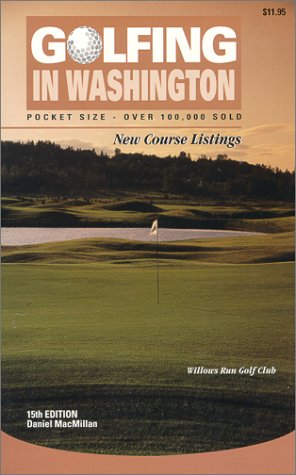 $11.95
GOLFING
IN WASHINGTON
POCKET SIZE - OVER 100,000 SOLD
New Course Listings
Willows Run Golf Club
15th EDITION
Daniel MacMillan